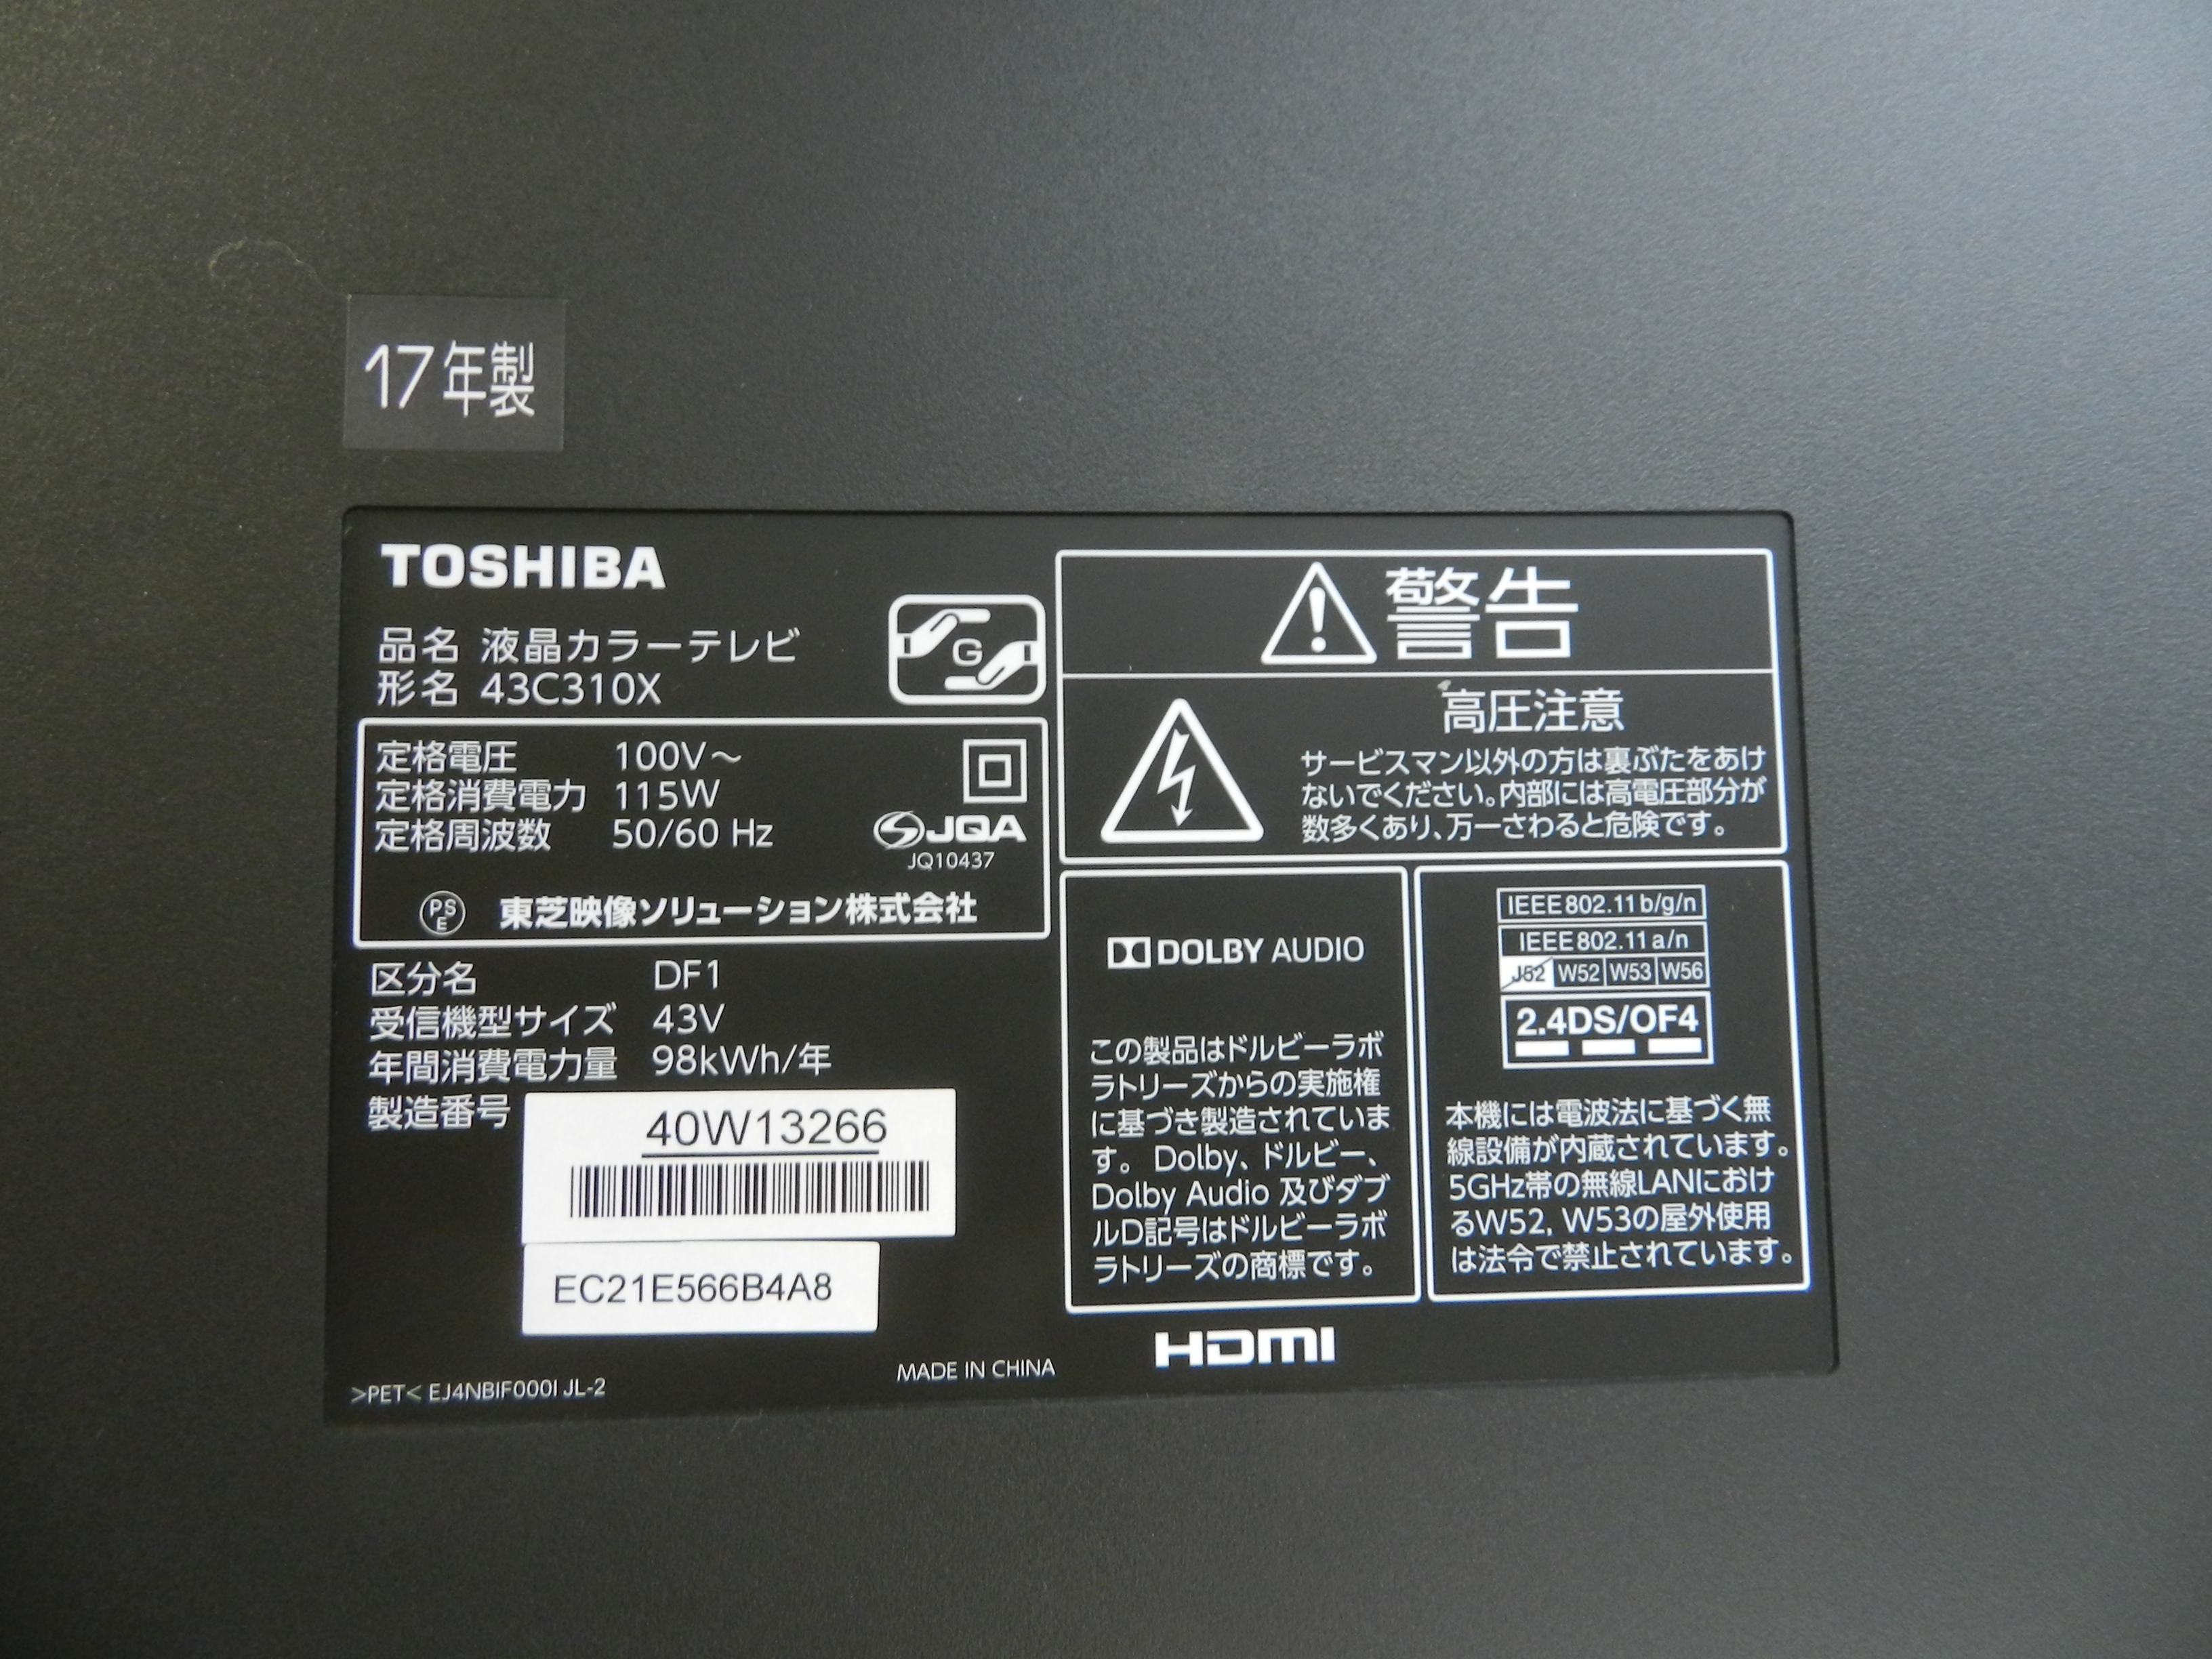 17年製
TOSHIBA
品名 液晶カラーテレビ
形名 43C310X
G
定格電圧 100V～
定格消費電力 115W
定格周波数 50/60 Hz
JQA
JQ10437
PSE 東芝映像ソリューション株式会社
区分名 DF1
受信機型サイズ 43V
年間消費電力量 98kWh/年
製造番号 40W13266
EC21E566B4A8
>PET< EJ4NBIF000I JL-2
MADE IN CHINA
警告
高圧注意
サービスマン以外の方は裏ぶたをあけ
ないでください。内部には高電圧部分が
数多くあり、万一さわると危険です。
DOLBY AUDIO
この製品はドルビーラボ
ラトリーズからの実施権
に基づき製造されていま
す。 Dolby、ドルビー、
Dolby Audio 及びダブ
ルD記号はドルビーラボ
ラトリーズの商標です。
IEEE802.11b/g/n
IEEE802.11a/n
J52 W52 W53 W56
2.4DS/OF4
本機には電波法に基づく無
線設備が内蔵されています。
5GHz帯の無線LANにおけ
るW52, W53の屋外使用
は法令で禁止されています。
HDMI